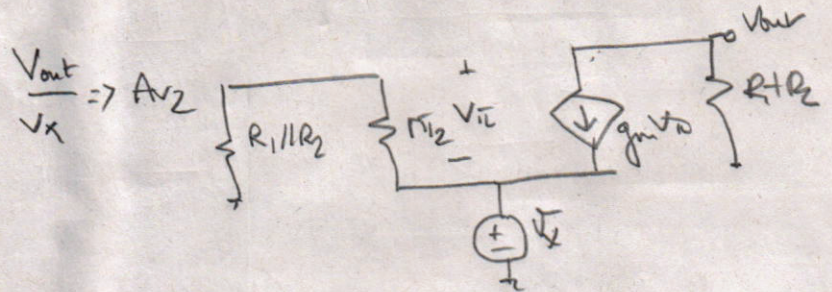 Vout
Vout
Vx
=> Av2
+
Vπ
-
R1//R2
rπ2
gmVπ
R1+R2
+
-
Vx